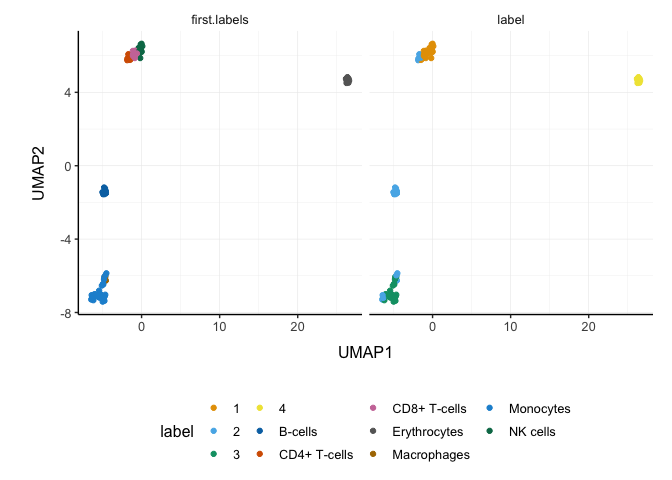 first.labels label
UMAP2
4
0
-4
-8
0 10 20 0 10 20
UMAP1
label
1 4 CD8+ T-cells Monocytes
2 B-cells Erythrocytes NK cells
3 CD4+ T-cells Macrophages